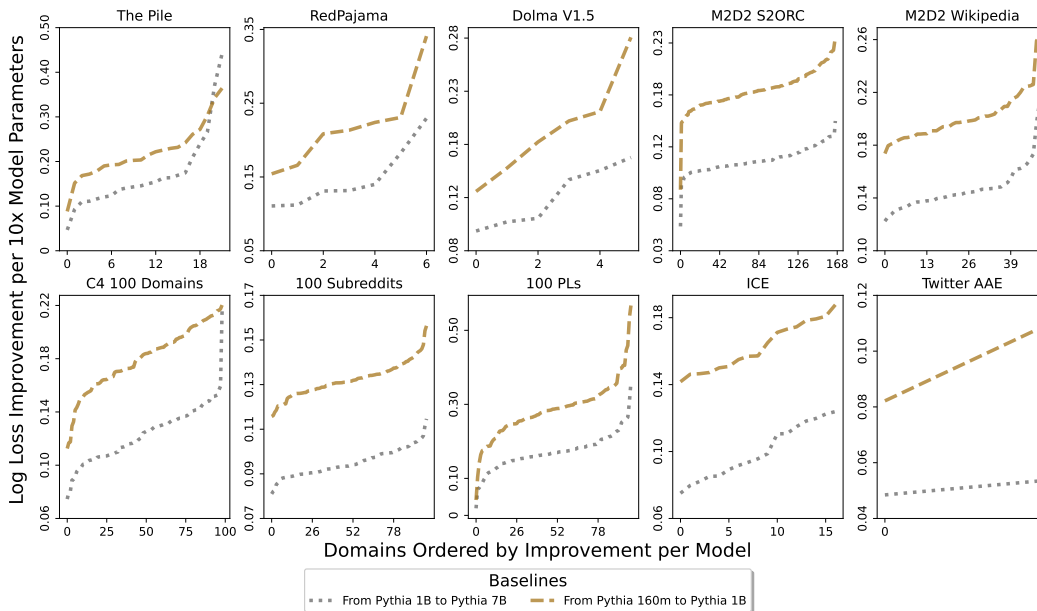 The Pile
RedPajama
Dolma V1.5
M2D2 S2ORC
M2D2 Wikipedia
Log Loss Improvement per 10x Model Parameters
0.50
0.40
0.30
0.20
0.10
0
0 6 12 18
0.35
0.25
0.15
0.05
0 2 4 6
0.28
0.23
0.18
0.12
0.08
0 2 4
0.23
0.18
0.12
0.08
0.03
0 42 84 126 168
0.26
0.22
0.18
0.14
0.10
0 13 26 39
C4 100 Domains
100 Subreddits
100 PLs
ICE
Twitter AAE
0.22
0.18
0.14
0.10
0.06
0 25 50 75 100
0.17
0.15
0.13
0.11
0.09
0.07
0 26 52 78
0.50
0.30
0.10
0
0 26 52 78
0.18
0.14
0.10
0.06
0 5 10 15
0.12
0.10
0.08
0.06
0.04
0
Domains Ordered by Improvement per Model
Baselines
From Pythia 1B to Pythia 7B
From Pythia 160m to Pythia 1B